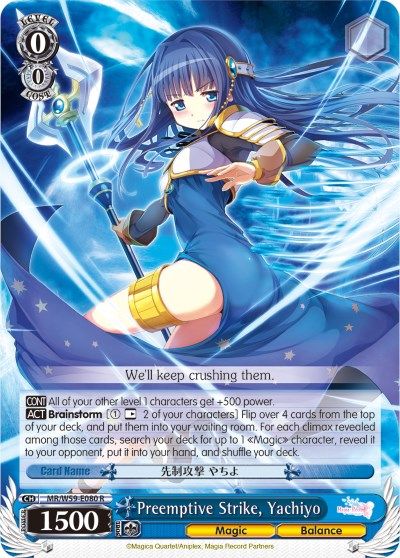 LEVEL
0
0
COST
We'll keep crushing them.
CONT All of your other level 1 characters get +500 power.
ACT Brainstorm [① ▶ 2 of your characters] Flip over 4 cards from the top
of your deck, and put them into your waiting room. For each climax revealed
among those cards, search your deck for up to 1 «Magic» character, reveal it
to your opponent, put it into your hand, and shuffle your deck.
Card Name 先制攻撃 やちよ
CH MR/W59-E080 R
POWER 1500 SOUL Preemptive Strike, Yachiyo
Magic Balance
©Magica Quartet/Aniplex, Magia Record Partners